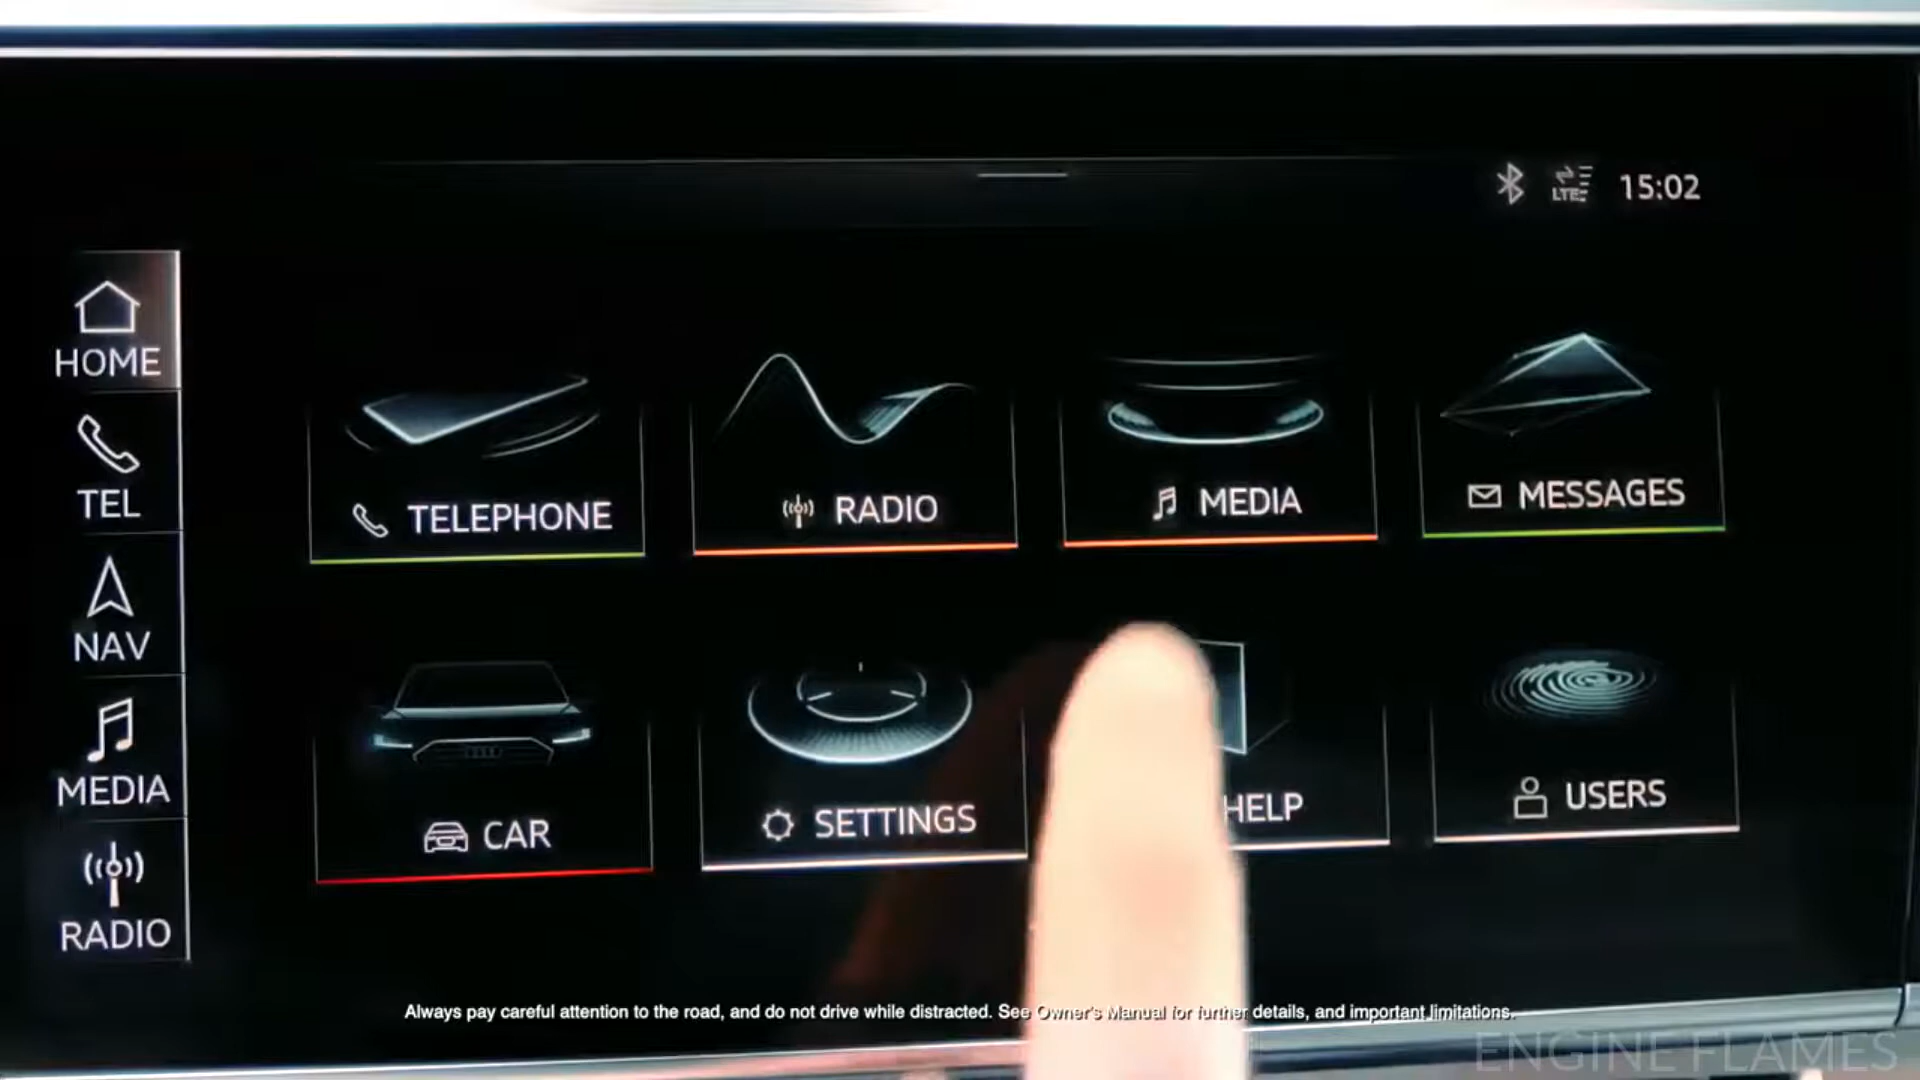 LTE 15:02
HOME
TEL
NAV
MEDIA
RADIO
TELEPHONE
RADIO
MEDIA
MESSAGES
CAR
SETTINGS
HELP
USERS
Always pay careful attention to the road, and do not drive while distracted. See Owner's Manual for further details, and important limitations.
ENGINE FLAMES